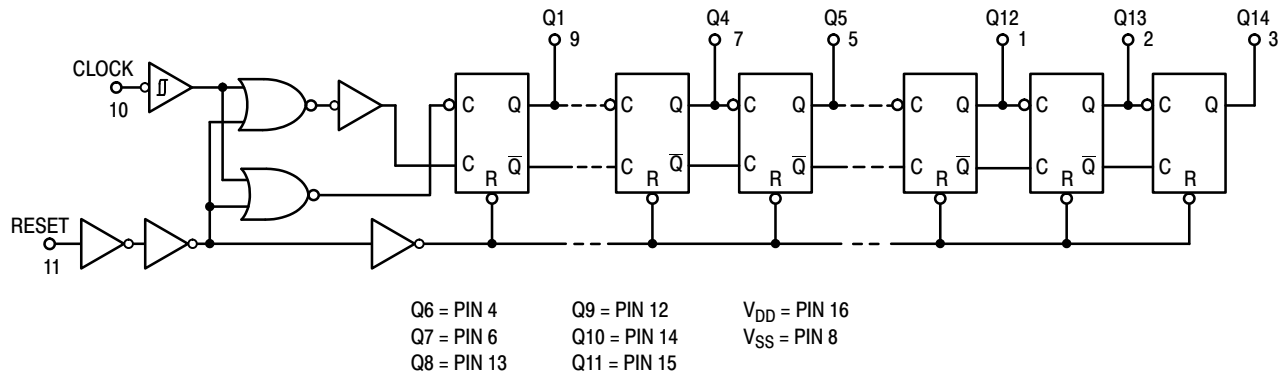 Q1 Q4 Q5 Q12 Q13 Q14
9 7 5 1 2 3
CLOCK
10
C Q C Q C Q C Q C Q C Q
C Q̅ C Q̅ C Q̅ C Q̅ C Q̅ C
R R R R R R
RESET
11
Q6 = PIN 4 Q9 = PIN 12 V_DD = PIN 16
Q7 = PIN 6 Q10 = PIN 14 V_SS = PIN 8
Q8 = PIN 13 Q11 = PIN 15